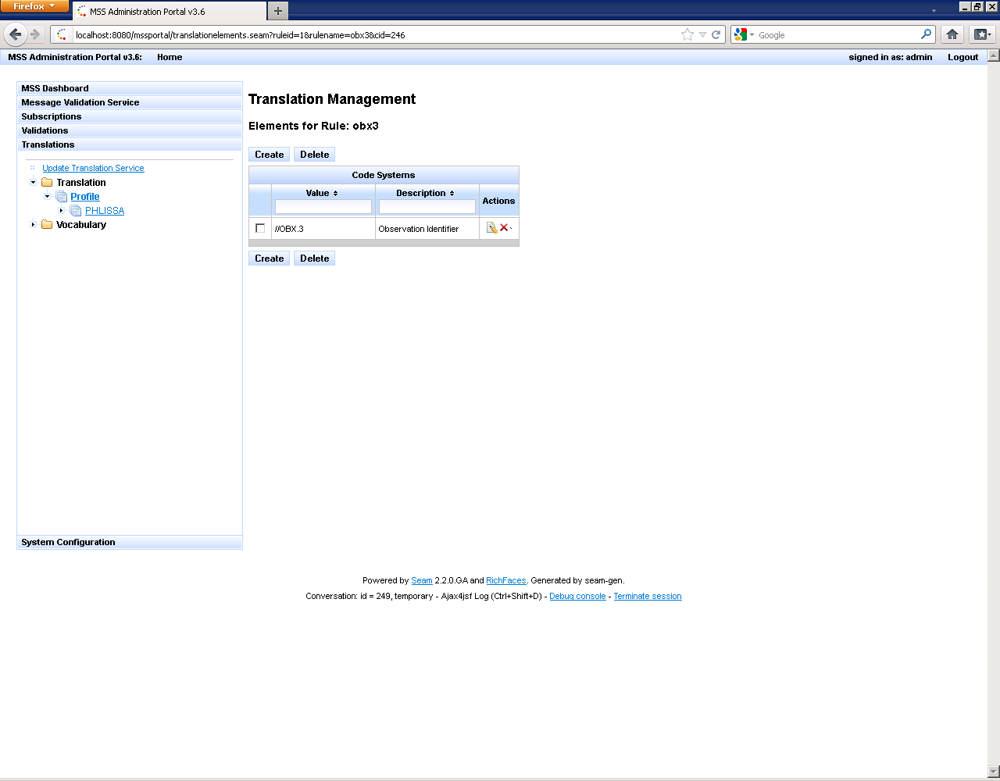 Firefox
MSS Administration Portal v3.6
localhost:8080/mssportal/translationelements.seam?ruleid=1&rulename=obx3&cid=246
Google
MSS Administration Portal v3.6: Home signed in as: admin Logout
MSS Dashboard
Message Validation Service
Subscriptions
Validations
Translations
Update Translation Service
Translation
Profile
PHLISSA
Vocabulary
System Configuration
Translation Management
Elements for Rule: obx3
Create Delete
Code Systems
Value Description Actions
//OBX.3 Observation Identifier
Create Delete
Powered by Seam 2.2.0.GA and RichFaces. Generated by seam-gen.
Conversation: id = 249, temporary - Ajax4jsf Log (Ctrl+Shift+D) - Debug console - Terminate session